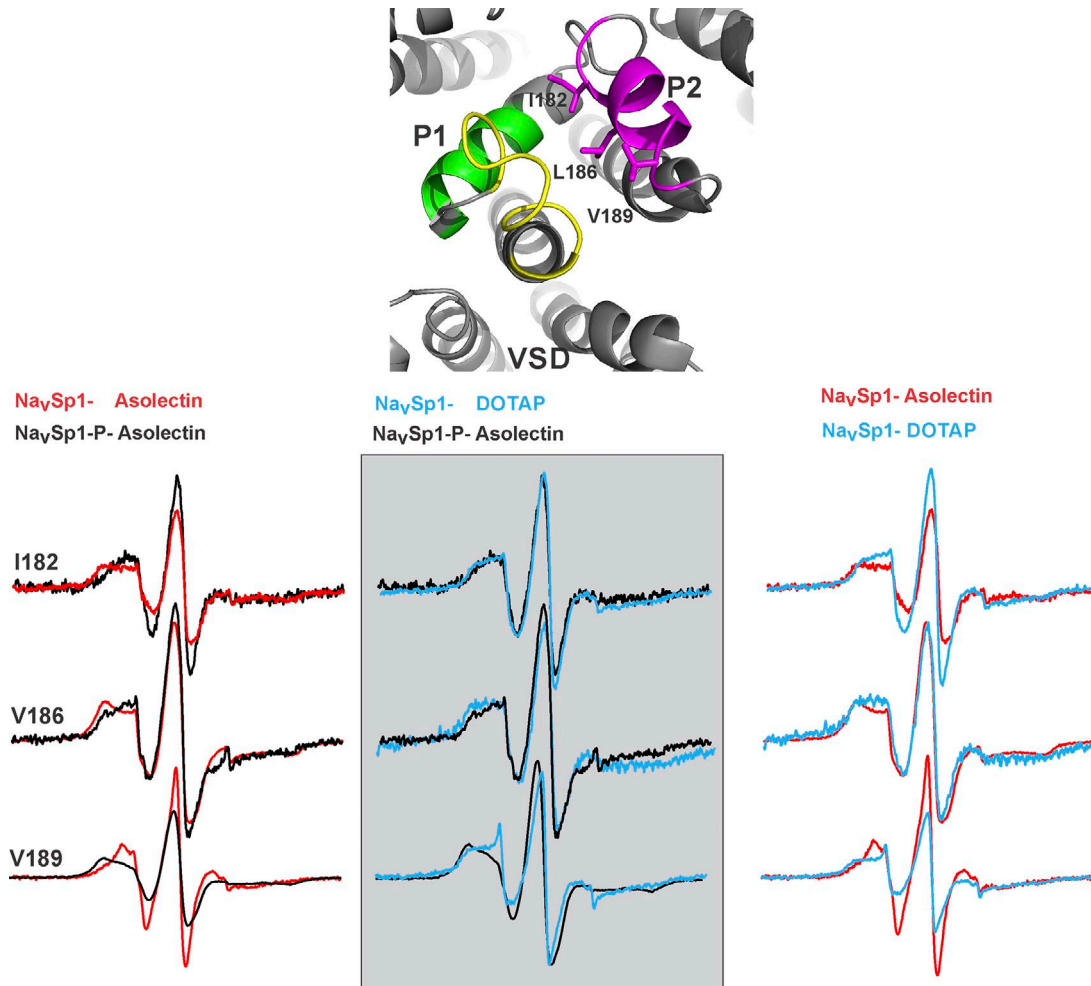 I182
P2
P1
L186
V189
VSD
NavSp1- Asolectin
NavSp1-P- Asolectin
NavSp1- DOTAP
NavSp1-P- Asolectin
NavSp1- Asolectin
NavSp1- DOTAP
I182
V186
V189